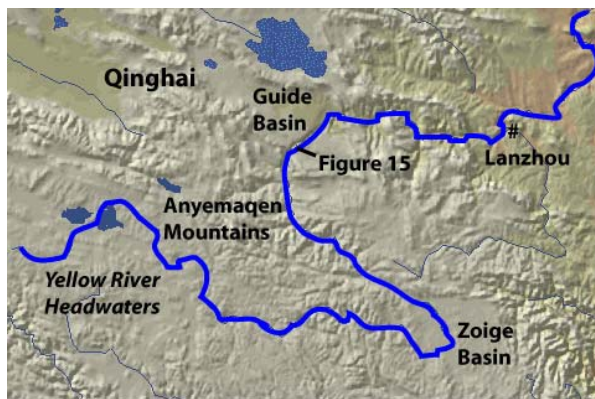 Qinghai
Guide
Basin
Figure 15
#
Lanzhou
Anyemaqen
Mountains
Yellow River
Headwaters
Zoige
Basin